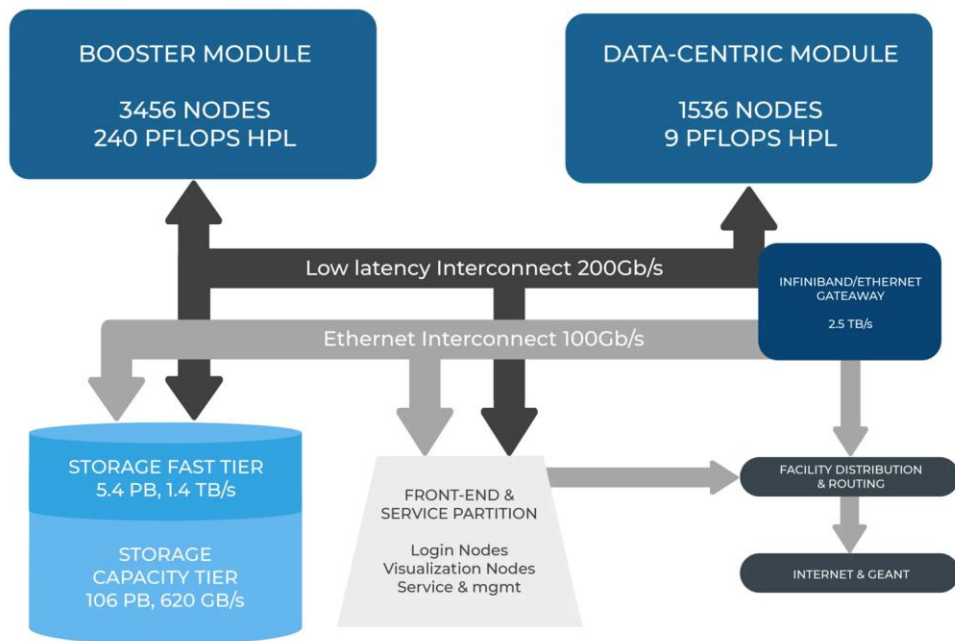 BOOSTER MODULE
3456 NODES
240 PFLOPS HPL
DATA-CENTRIC MODULE
1536 NODES
9 PFLOPS HPL
Low latency Interconnect 200Gb/s
INFINIBAND/ETHERNET
GATEAWAY
2.5 TB/s
Ethernet Interconnect 100Gb/s
STORAGE FAST TIER
5.4 PB, 1.4 TB/s
STORAGE
CAPACITY TIER
106 PB, 620 GB/s
FRONT-END &
SERVICE PARTITION
Login Nodes
Visualization Nodes
Service & mgmt
FACILITY DISTRIBUTION
& ROUTING
INTERNET & GEANT